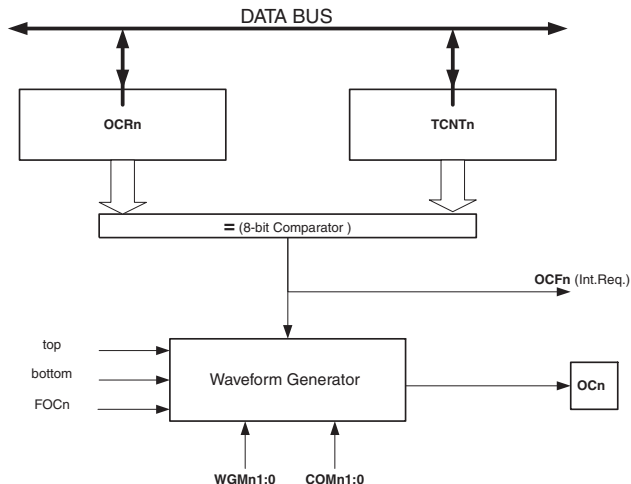 DATA BUS
OCRn
TCNTn
= (8-bit Comparator )
OCFn (Int.Req.)
top
bottom
FOCn
Waveform Generator
OCn
WGMn1:0
COMn1:0